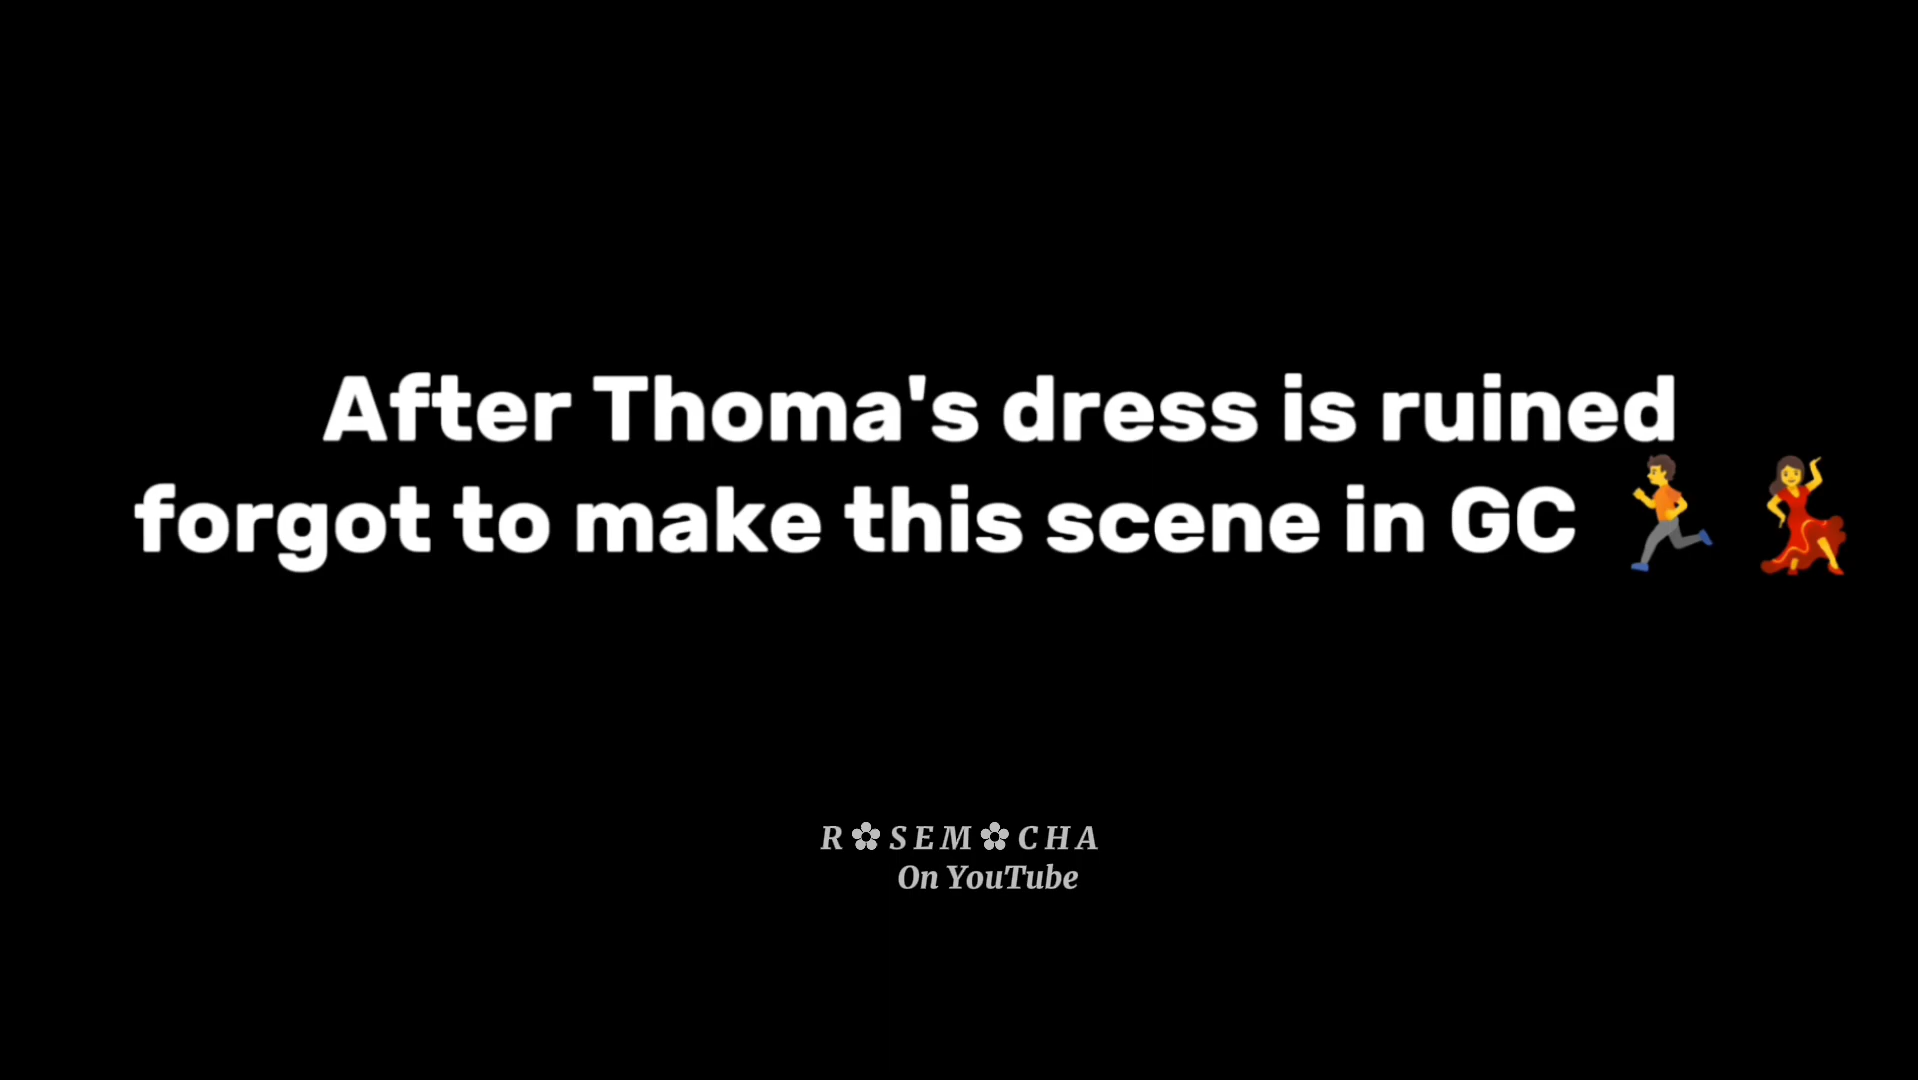 After Thoma's dress is ruined
forgot to make this scene in GC 🏃 💃
R✿SEM✿CHA
On YouTube